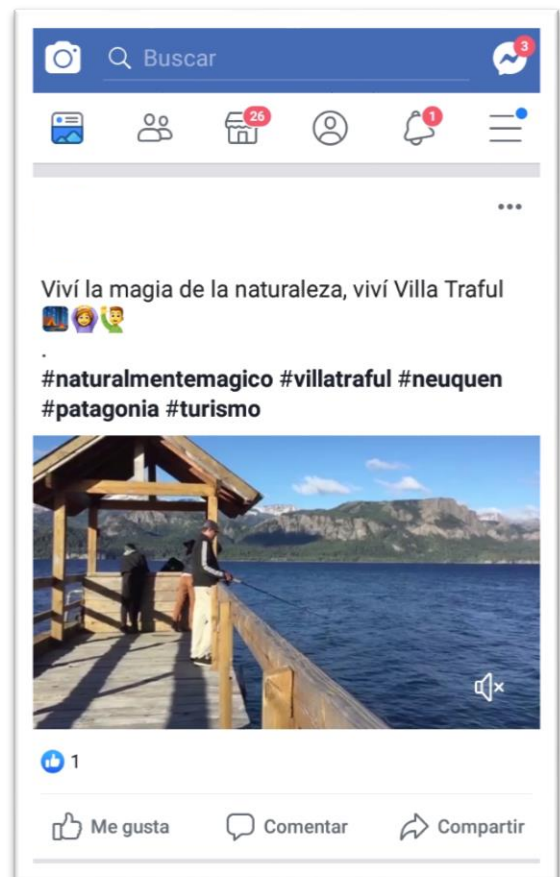 Buscar
3
26
1
Viví la magia de la naturaleza, viví Villa Traful
.
#naturalmentemagico #villatraful #neuquen
#patagonia #turismo
1
Me gusta Comentar Compartir